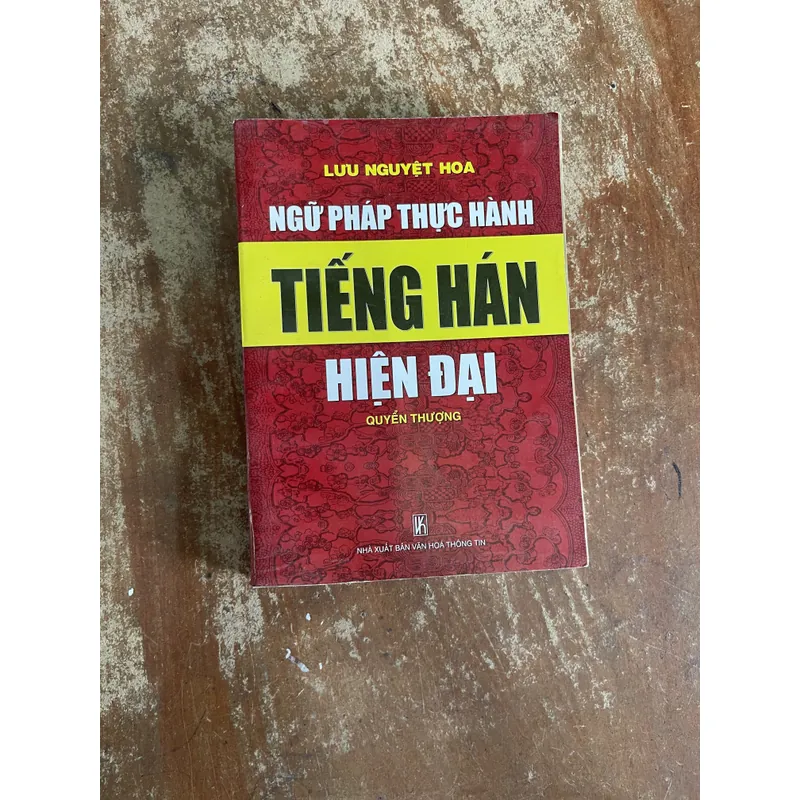 LƯU NGUYỆT HOA
NGỮ PHÁP THỰC HÀNH
TIẾNG HÁN
HIỆN ĐẠI
QUYỂN THƯỢNG
NHÀ XUẤT BẢN VĂN HOÁ THÔNG TIN